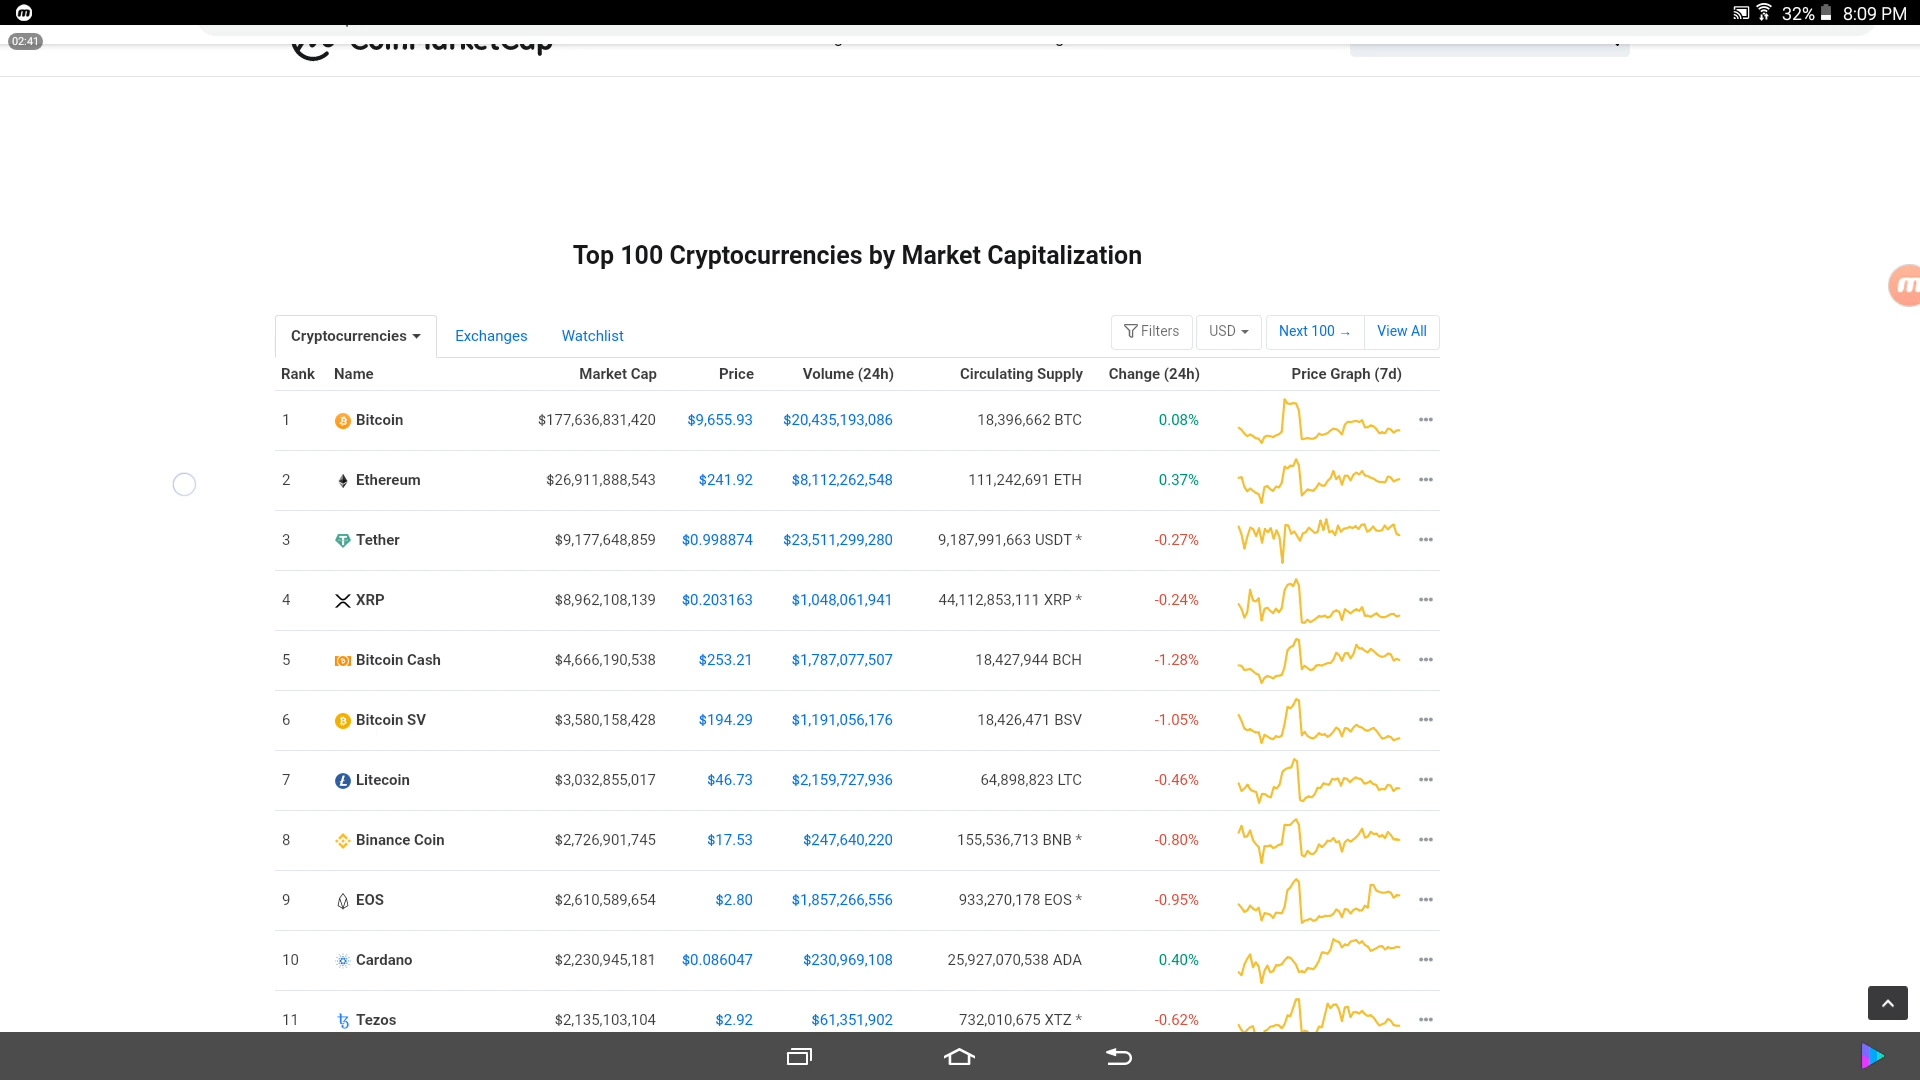 32% 8:09 PM
02:41
CoinMarketCap
Top 100 Cryptocurrencies by Market Capitalization
Cryptocurrencies Exchanges Watchlist Filters USD Next 100 → View All
Rank Name Market Cap Price Volume (24h) Circulating Supply Change (24h) Price Graph (7d)
1 Bitcoin $177,636,831,420 $9,655.93 $20,435,193,086 18,396,662 BTC 0.08%
2 Ethereum $26,911,888,543 $241.92 $8,112,262,548 111,242,691 ETH 0.37%
3 Tether $9,177,648,859 $0.998874 $23,511,299,280 9,187,991,663 USDT * -0.27%
4 XRP $8,962,108,139 $0.203163 $1,048,061,941 44,112,853,111 XRP * -0.24%
5 Bitcoin Cash $4,666,190,538 $253.21 $1,787,077,507 18,427,944 BCH -1.28%
6 Bitcoin SV $3,580,158,428 $194.29 $1,191,056,176 18,426,471 BSV -1.05%
7 Litecoin $3,032,855,017 $46.73 $2,159,727,936 64,898,823 LTC -0.46%
8 Binance Coin $2,726,901,745 $17.53 $247,640,220 155,536,713 BNB * -0.80%
9 EOS $2,610,589,654 $2.80 $1,857,266,556 933,270,178 EOS * -0.95%
10 Cardano $2,230,945,181 $0.086047 $230,969,108 25,927,070,538 ADA 0.40%
11 Tezos $2,135,103,104 $2.92 $61,351,902 732,010,675 XTZ * -0.62%